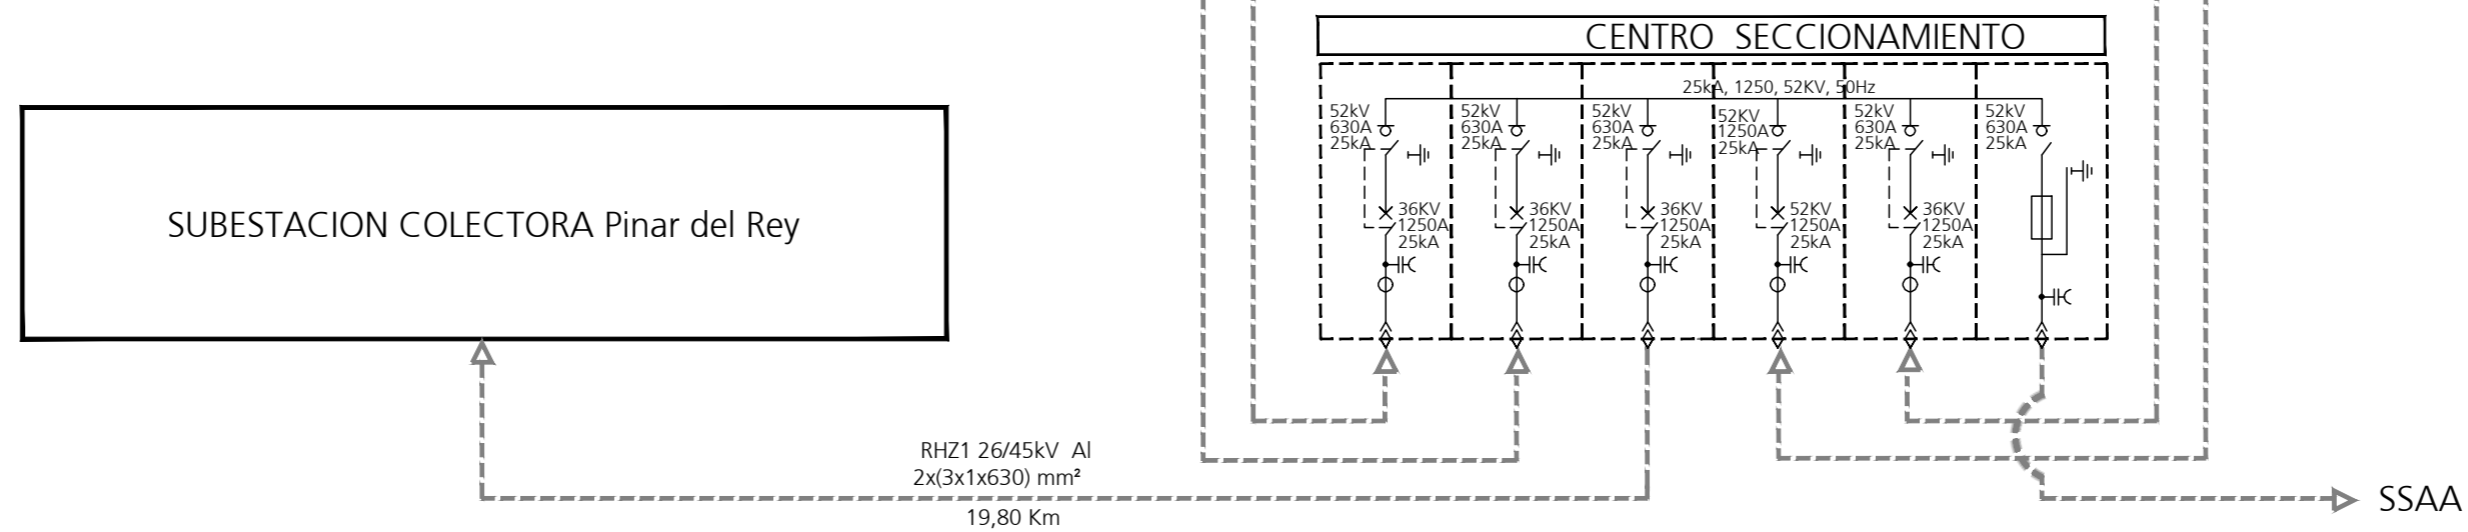 CENTRO SECCIONAMIENTO
25kA, 1250, 52KV, 50Hz
52kV
630A
25kA
52kV
630A
25kA
52kV
630A
25kA
52KV
1250A
25kA
52kV
630A
25kA
52kV
630A
25kA
36KV
1250A
25kA
36KV
1250A
25kA
36KV
1250A
25kA
52KV
1250A
25kA
36KV
1250A
25kA
SUBESTACION COLECTORA Pinar del Rey
RHZ1 26/45kV Al
2x(3x1x630) mm²
19,80 Km
SSAA